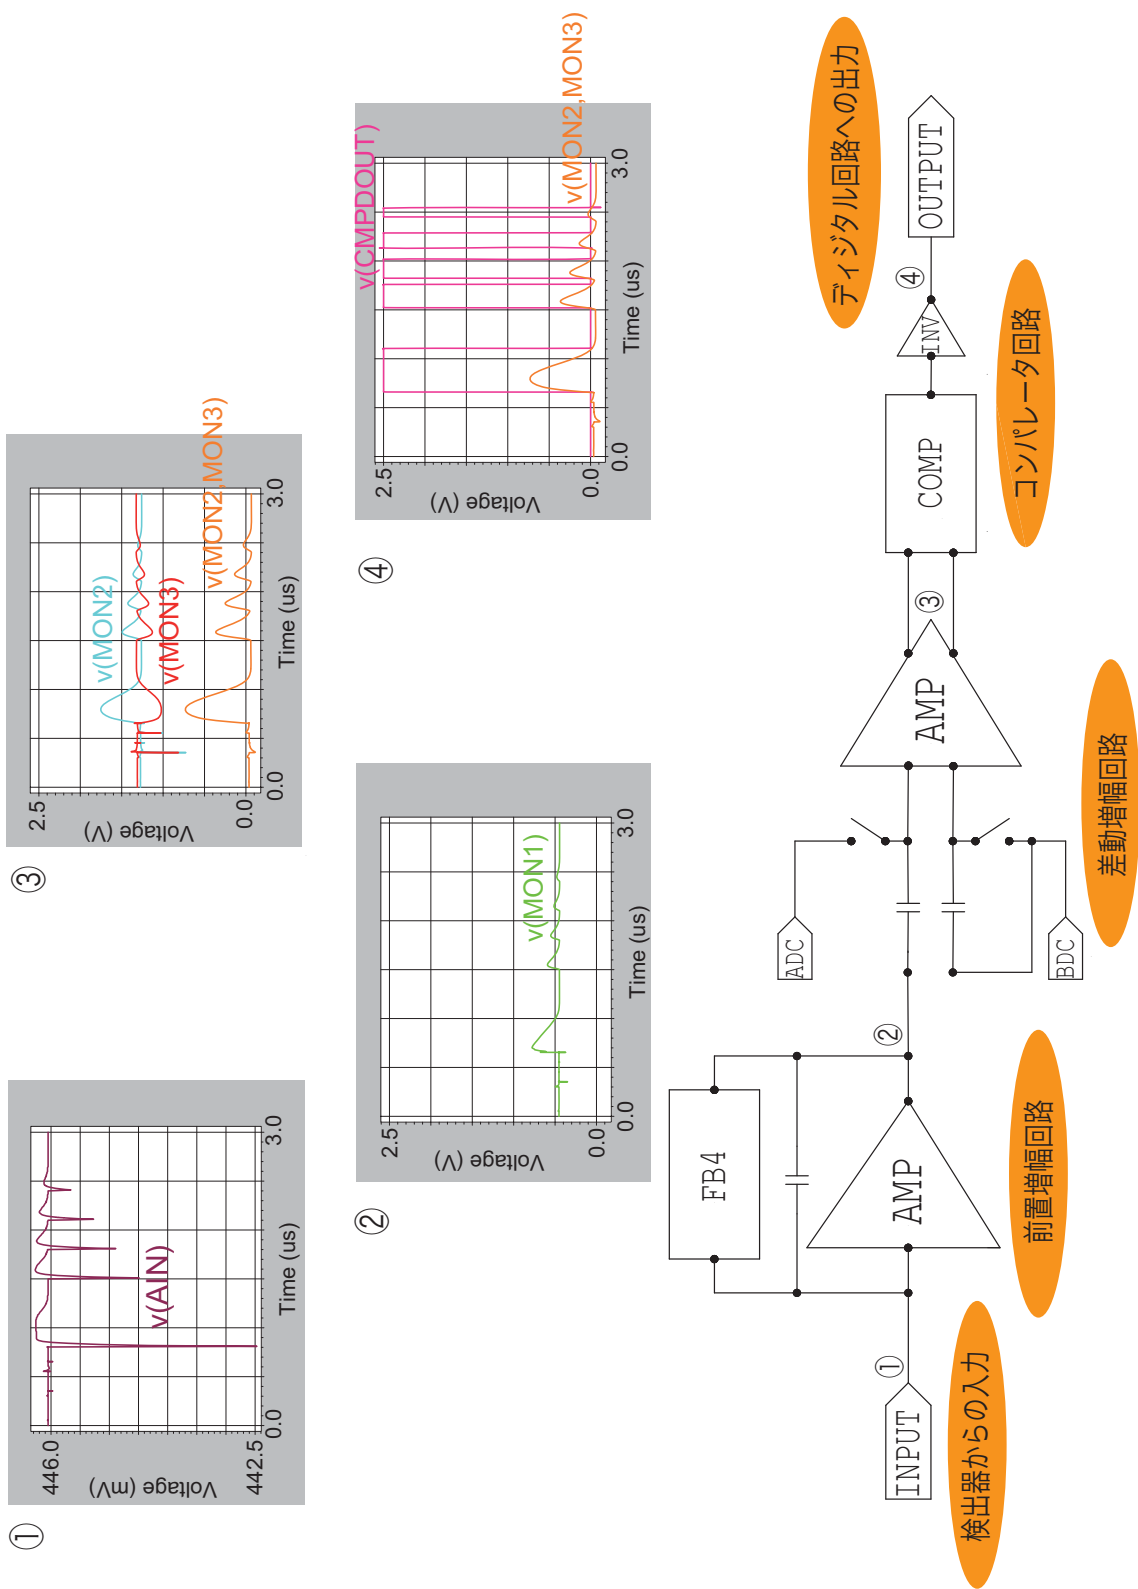 ①
446.0
442.5
Voltage (mV)
0.0
3.0
Time (us)
v(AIN)
②
2.5
0.0
Voltage (V)
0.0
3.0
Time (us)
v(MON1)
③
2.5
0.0
Voltage (V)
0.0
3.0
Time (us)
v(MON2)
v(MON3)
v(MON2,MON3)
④
2.5
0.0
Voltage (V)
0.0
3.0
Time (us)
v(CMPDOUT)
v(MON2,MON3)
INPUT
①
FB4
AMP
②
ADC
BDC
AMP
③
COMP
INV
④
OUTPUT
検出器からの入力
前置増幅回路
差動増幅回路
コンパレータ回路
ディジタル回路への出力